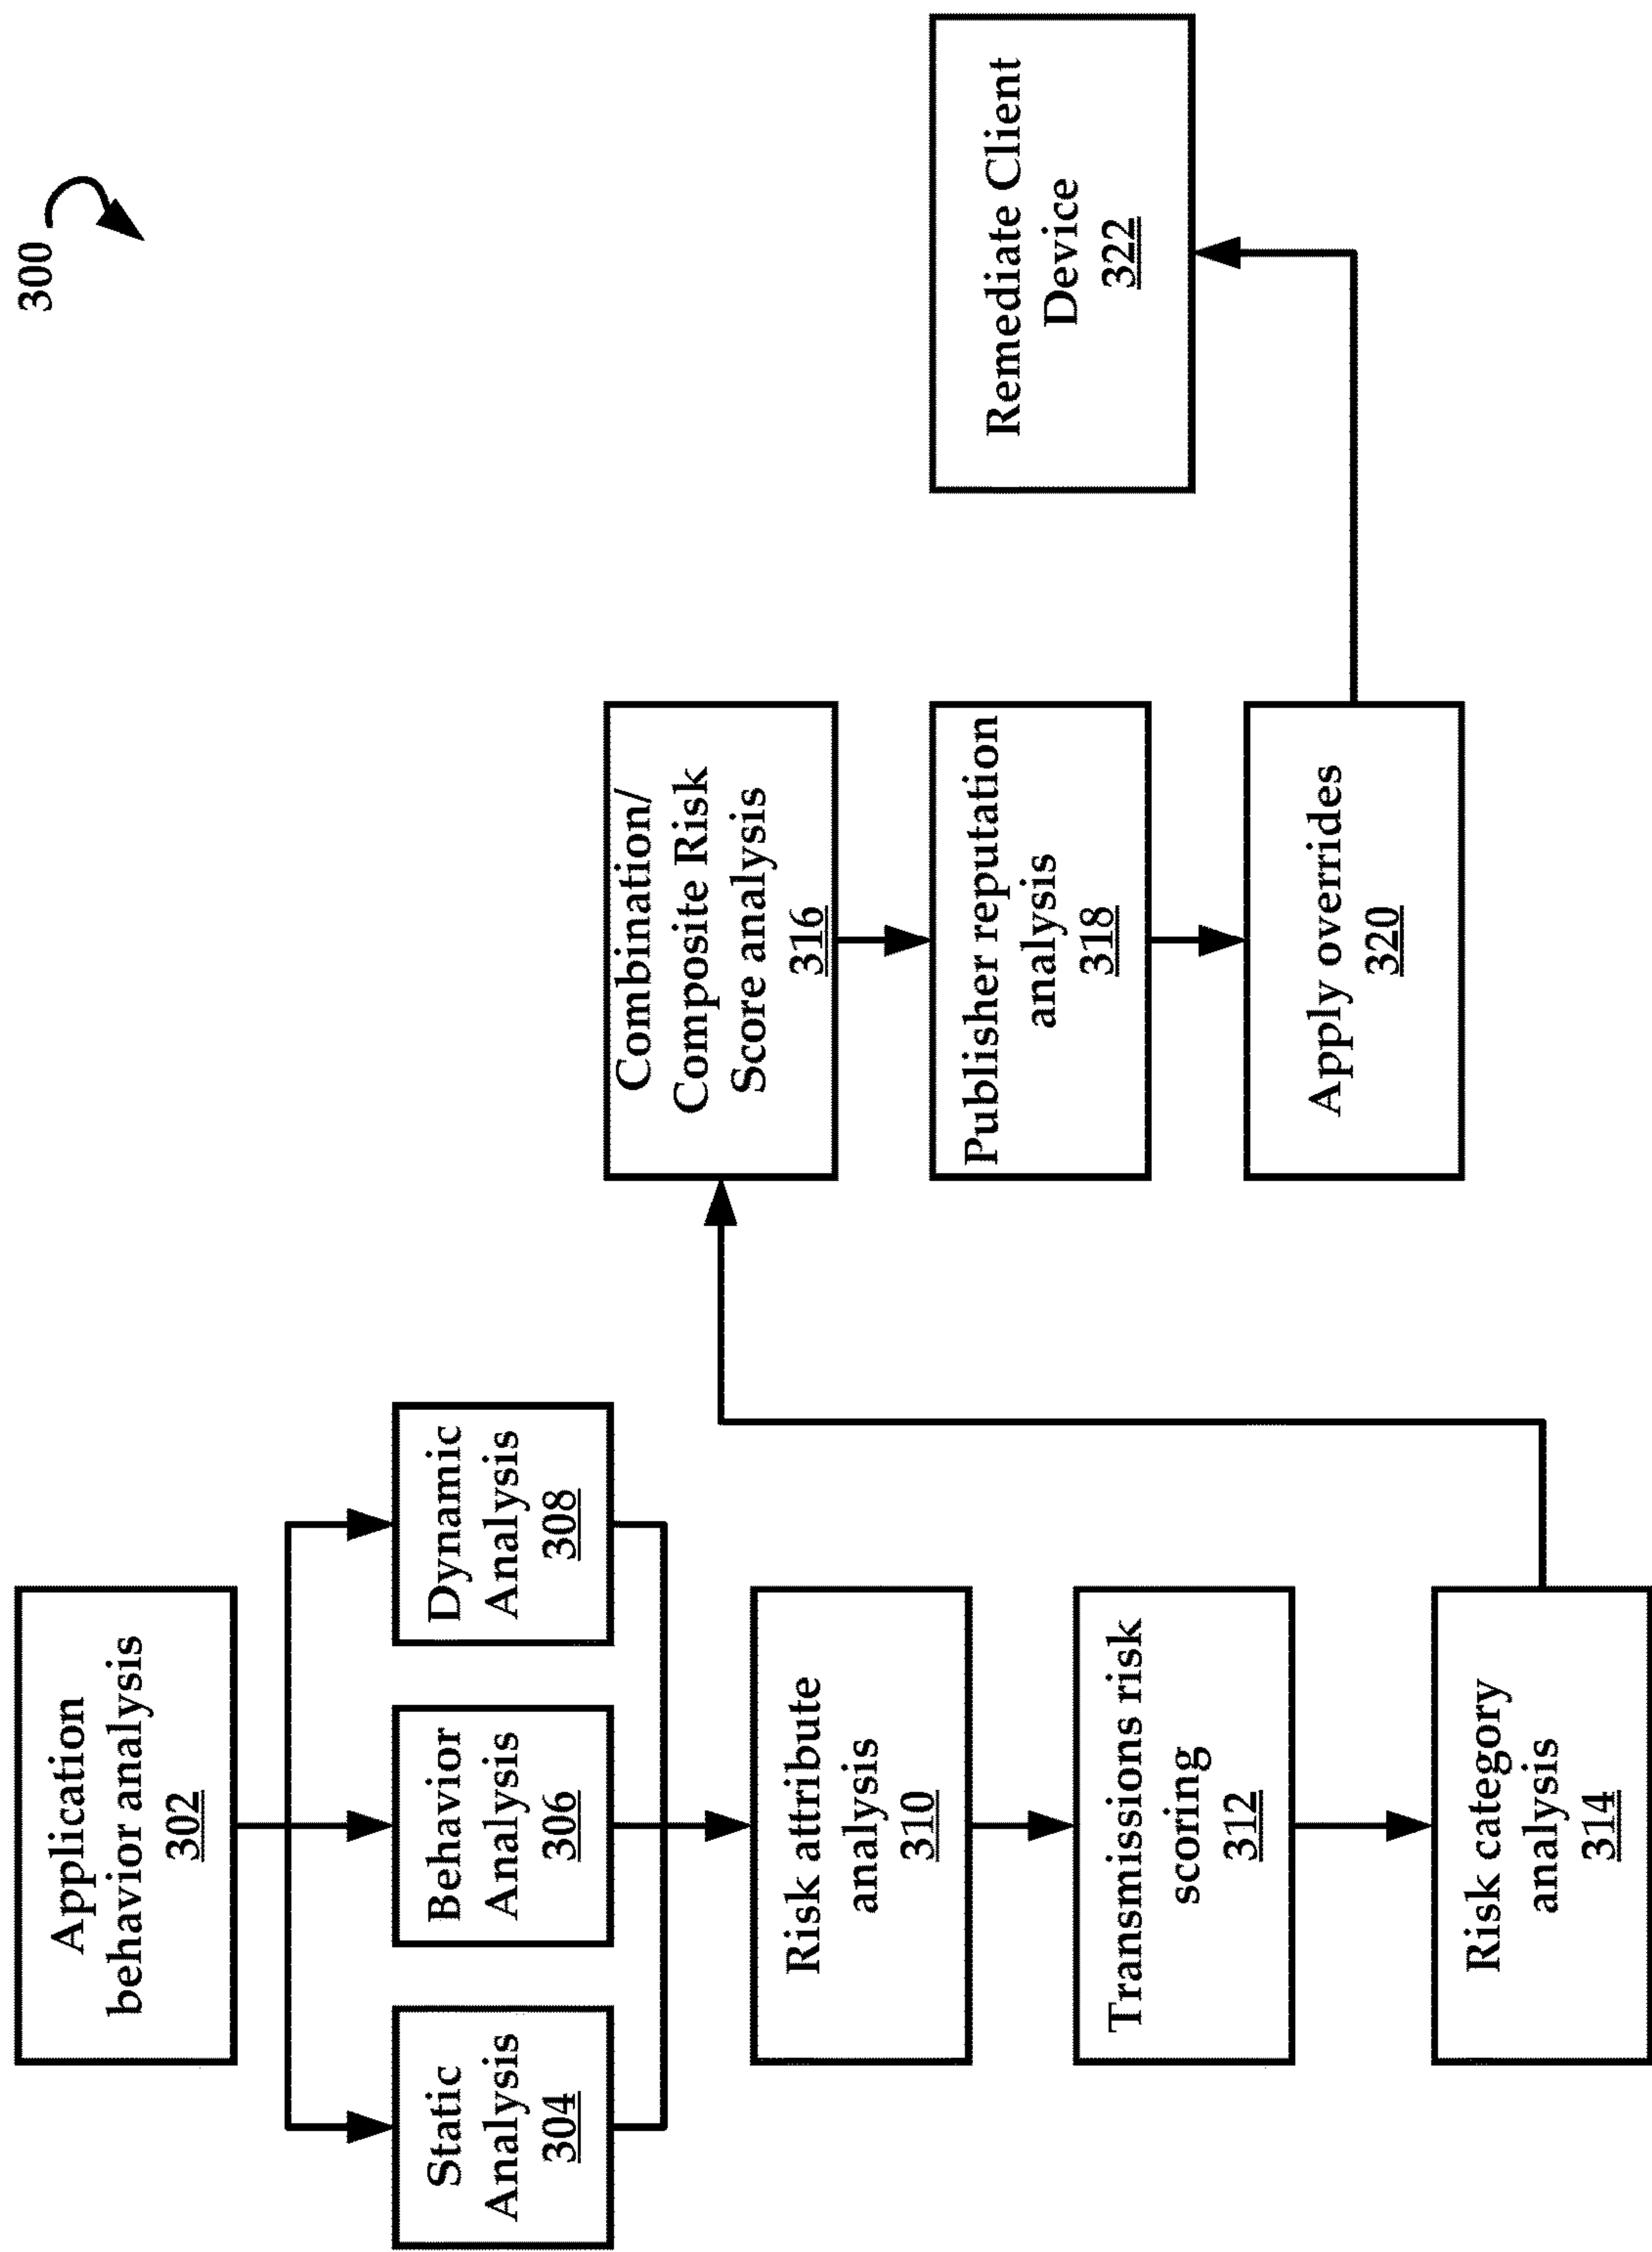 300
Application
behavior analysis
302
Static
Analysis
304
Behavior
Analysis
306
Dynamic
Analysis
308
Risk attribute
analysis
310
Transmissions risk
scoring
312
Risk category
analysis
314
Combination/
Composite Risk
Score analysis
316
Publisher reputation
analysis
318
Apply overrides
320
Remediate Client
Device
322